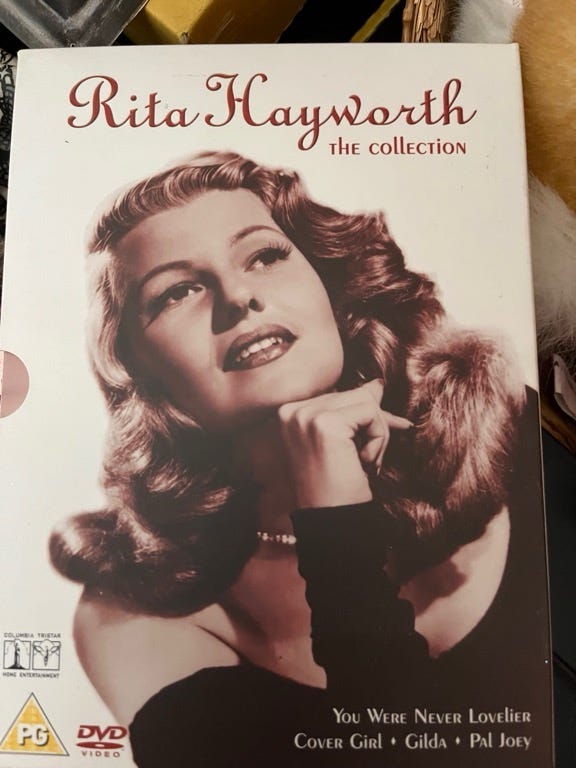 Rita Hayworth
THE COLLECTION
COLUMBIA TRISTAR
HOME ENTERTAINMENT
PG
DVD
VIDEO
YOU WERE NEVER LOVELIER
COVER GIRL • GILDA • PAL JOEY